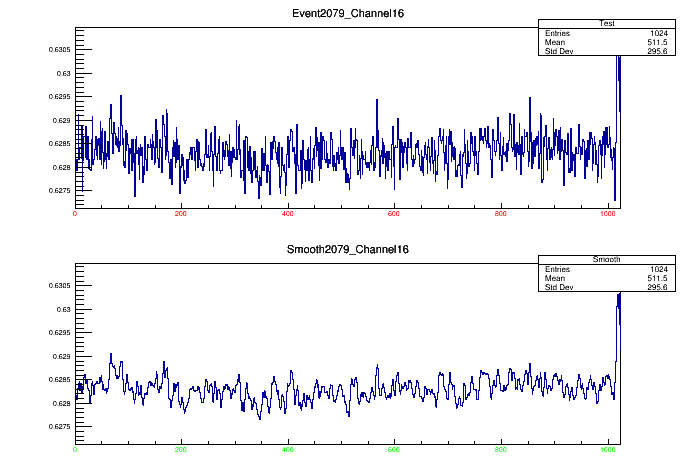 Event2079_Channel16
Test
Entries 1024
Mean 511.5
Std Dev 295.6
0.6305
0.63
0.6295
0.629
0.6285
0.628
0.6275
0 200 400 600 800 1000
Smooth2079_Channel16
Smooth
Entries 1024
Mean 511.5
Std Dev 295.6
0.6305
0.63
0.6295
0.629
0.6285
0.628
0.6275
0 200 400 600 800 1000